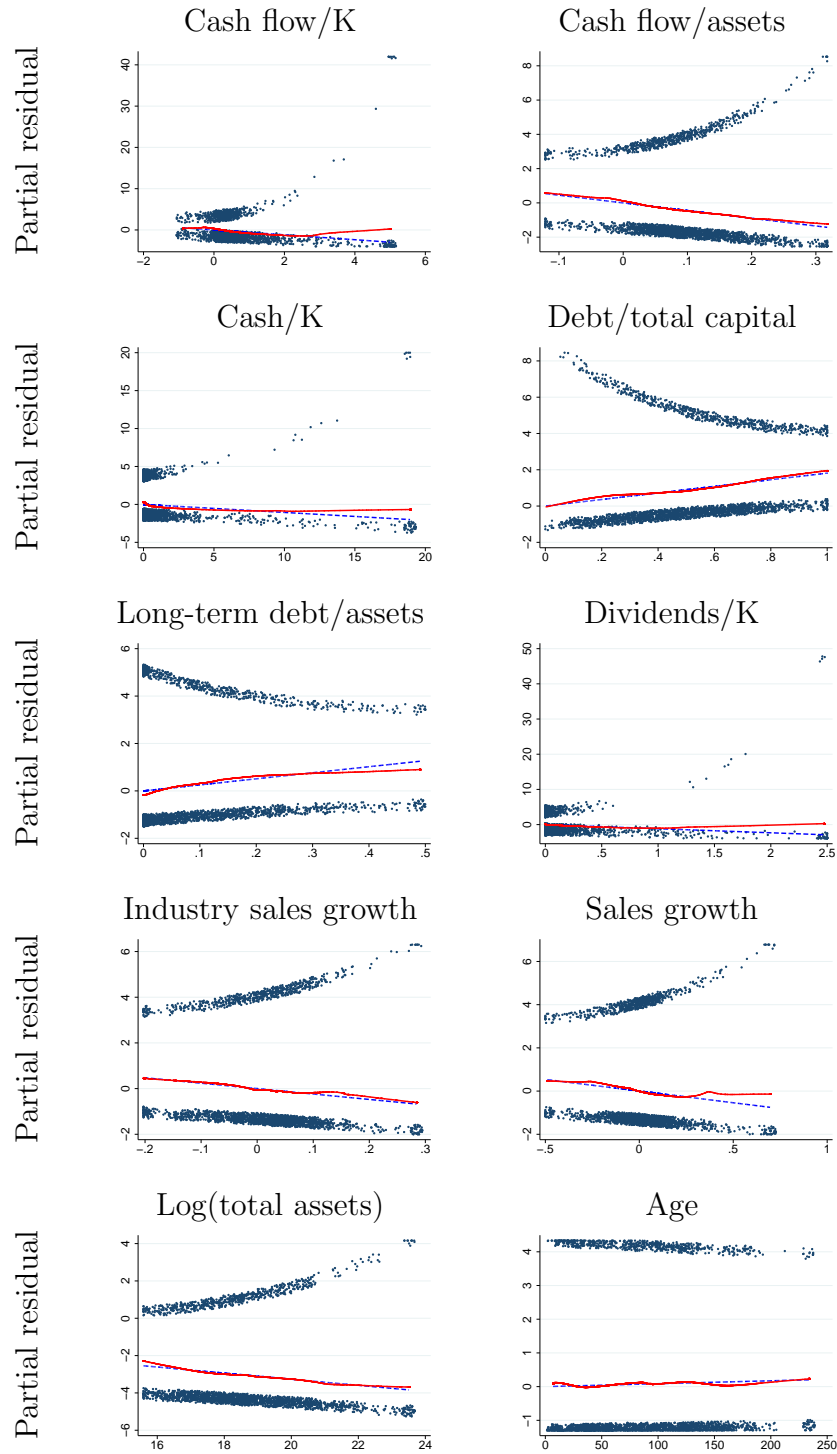 Cash flow/K
Cash flow/assets
Partial residual
40
30
20
10
0
−2 0 2 4 6
8
6
4
2
0
−2
−.1 0 .1 .2 .3
Cash/K
Debt/total capital
Partial residual
20
15
10
5
0
−5
0 5 10 15 20
8
6
4
2
0
−2
0 .2 .4 .6 .8 1
Long-term debt/assets
Dividends/K
Partial residual
6
4
2
0
−2
0 .1 .2 .3 .4 .5
50
40
30
20
10
0
0 .5 1 1.5 2 2.5
Industry sales growth
Sales growth
Partial residual
6
4
2
0
−2
−.2 −.1 0 .1 .2 .3
8
6
4
2
0
−2
−.5 0 .5 1
Log(total assets)
Age
Partial residual
4
2
0
−2
−4
−6
16 18 20 22 24
4
3
2
1
0
−1
0 50 100 150 200 250